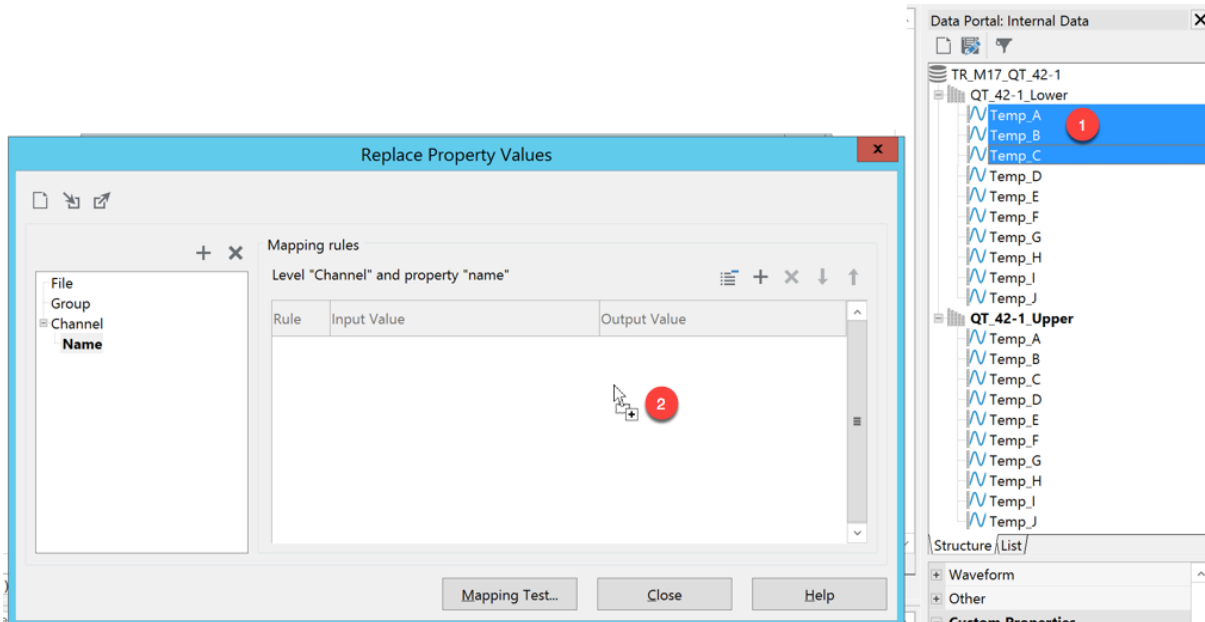 Data Portal: Internal Data
TR_M17_QT_42-1
QT_42-1_Lower
Temp_A
1
Temp_B
Temp_C
Temp_D
Temp_E
Temp_F
Temp_G
Temp_H
Temp_I
Temp_J
QT_42-1_Upper
Temp_A
Temp_B
Temp_C
Temp_D
Temp_E
Temp_F
Temp_G
Temp_H
Temp_I
Temp_J
Structure List
Waveform
Other
Custom Properties
Replace Property Values
File
Group
Channel
Name
Mapping rules
Level "Channel" and property "name"
Rule Input Value Output Value
2
Mapping Test... Close Help